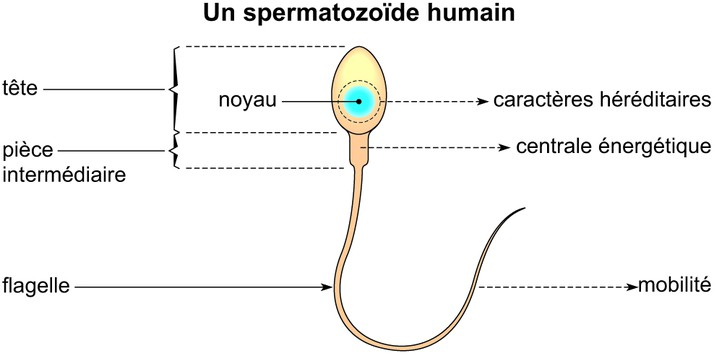 Un spermatozoïde humain
tête
noyau
caractères héréditaires
pièce
intermédiaire
centrale énergétique
flagelle
mobilité